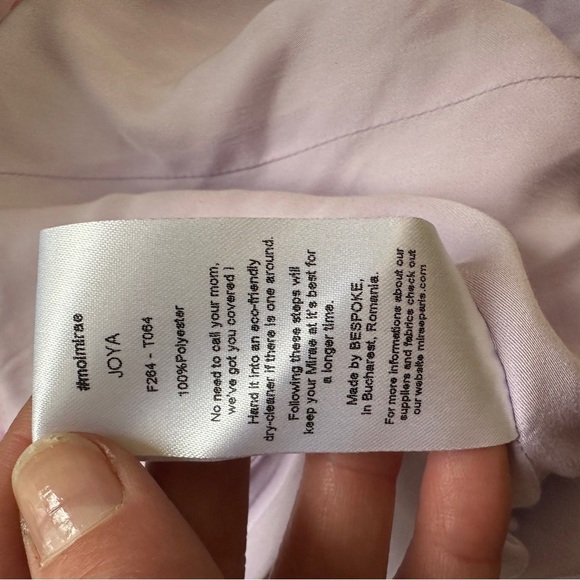 #moimirae
JOYA
F264 - T064
100%Polyester
No need to call your mom,
we've got you covered !
Hand it into an eco-friendly
dry-cleaner if there is one around.
Following these steps will
keep your Mirae at it's best for
a longer time.
Made by BESPOKE,
in Bucharest, Romania.
For more informations about our
suppliers and fabrics check out
our website miraeparis.com